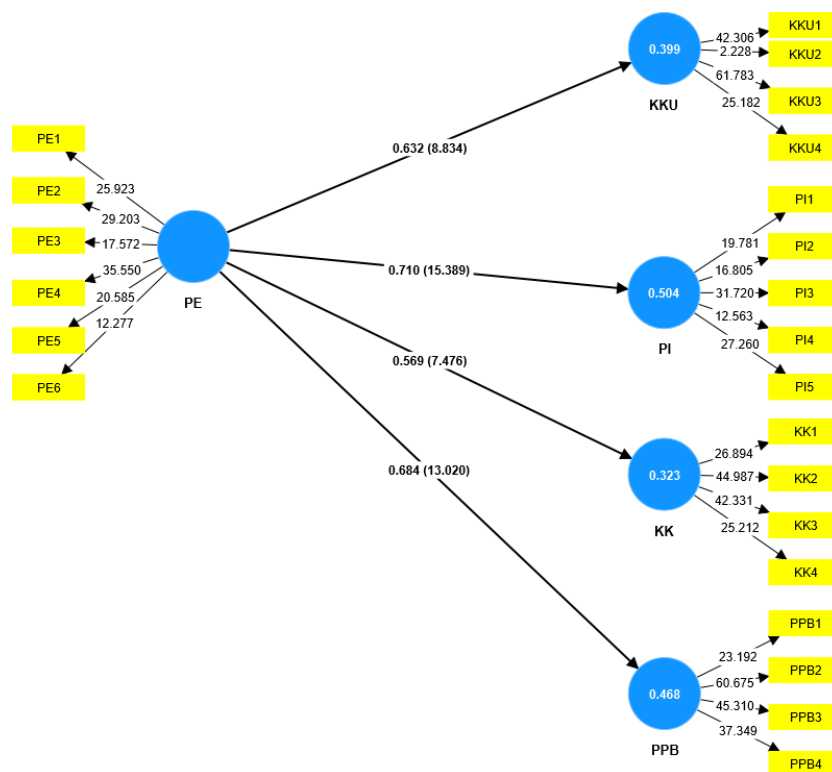 PE1
PE2
PE3
PE4
PE5
PE6
25.923
29.203
17.572
35.550
20.585
12.277
PE
0.632 (8.834)
0.710 (15.389)
0.569 (7.476)
0.684 (13.020)
0.399
KKU
42.306
2.228
61.783
25.182
KKU1
KKU2
KKU3
KKU4
0.504
PI
19.781
16.805
31.720
12.563
27.260
PI1
PI2
PI3
PI4
PI5
0.323
KK
26.894
44.987
42.331
25.212
KK1
KK2
KK3
KK4
0.468
PPB
23.192
60.675
45.310
37.349
PPB1
PPB2
PPB3
PPB4